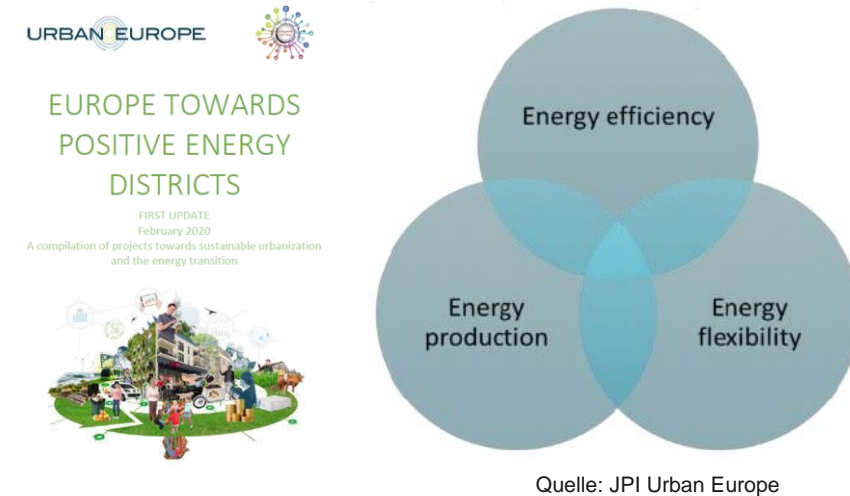 URBAN EUROPE
EUROPE TOWARDS
POSITIVE ENERGY
DISTRICTS
FIRST UPDATE
February 2020
A compilation of projects towards sustainable urbanization
and the energy transition
Energy efficiency
Energy
production
Energy
flexibility
Quelle: JPI Urban Europe